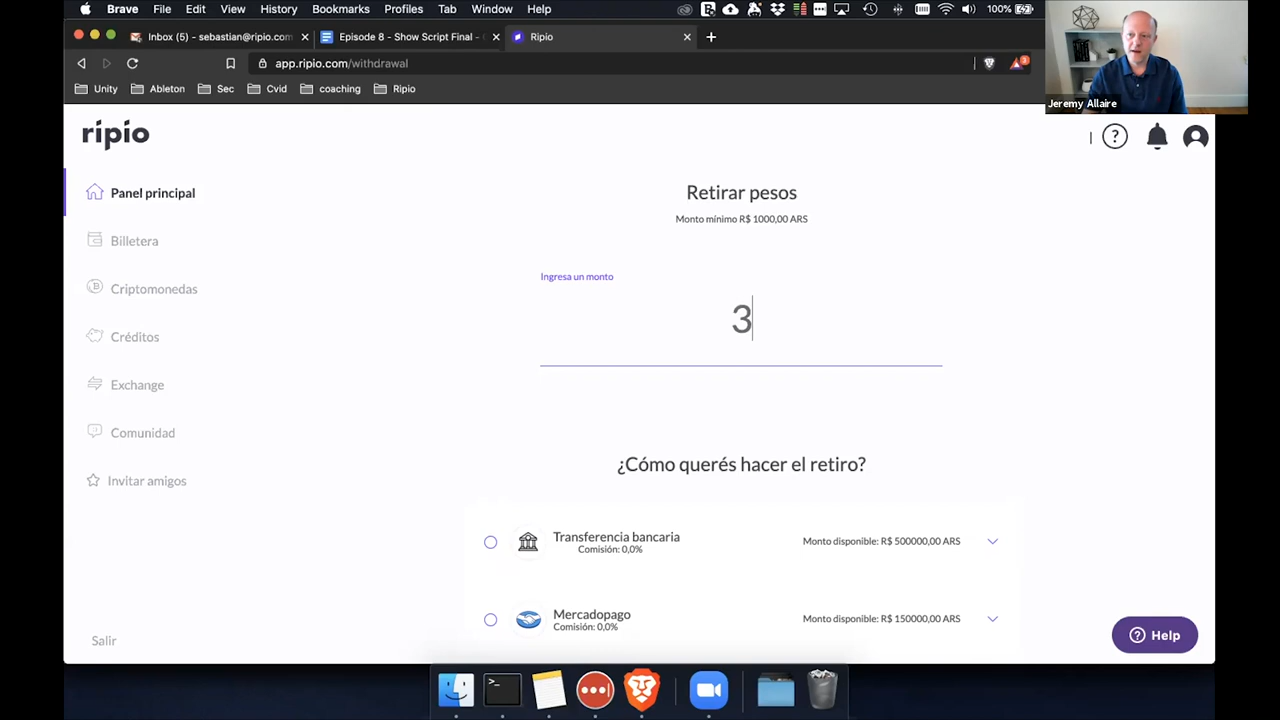 Brave File Edit View History Bookmarks Profiles Tab Window Help 100%
Inbox (…) - sebastian@ripio.com Episode 8 - Show Script Final - Ripio
app.ripio.com/withdrawal 3
Unity Ableton Sec Cvid coaching Ripio
Jeremy Allaire
ripio
Panel principal
Billetera
Criptomonedas
Créditos
Exchange
Comunidad
Invitar amigos
Salir
Retirar pesos
Monto mínimo R$ 1000,00 ARS
Ingresa un monto
3
¿Cómo querés hacer el retiro?
Transferencia bancaria
Comisión: 0,0%
Monto disponible: R$ 500000,00 ARS
Mercadopago
Comisión: 0,0%
Monto disponible: R$ 150000,00 ARS
Help